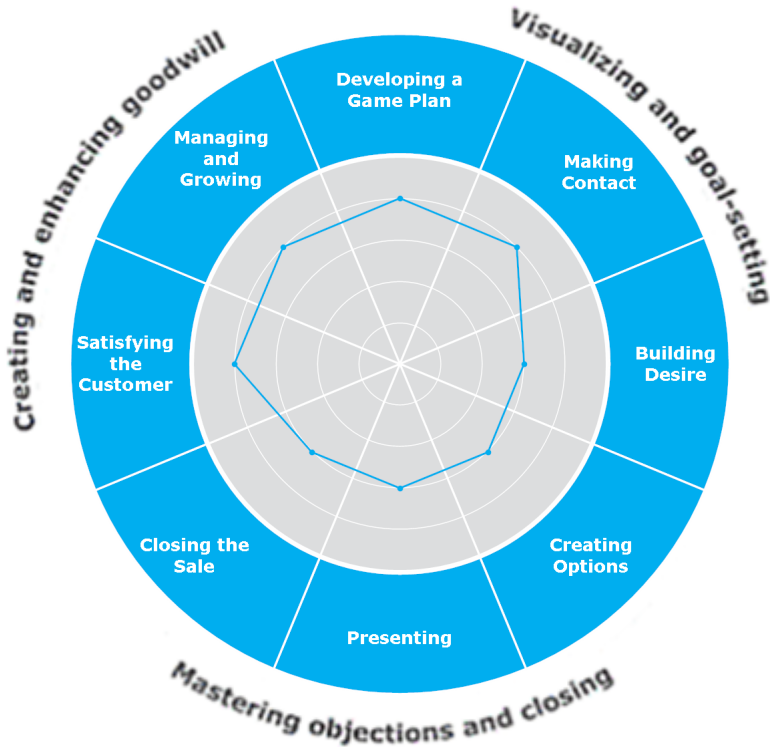 Creating and enhancing goodwill
Visualizing and goal-setting
Developing a
Game Plan
Managing
and
Growing
Making
Contact
Satisfying
the
Customer
Building
Desire
Closing the
Sale
Creating
Options
Presenting
Mastering objections and closing